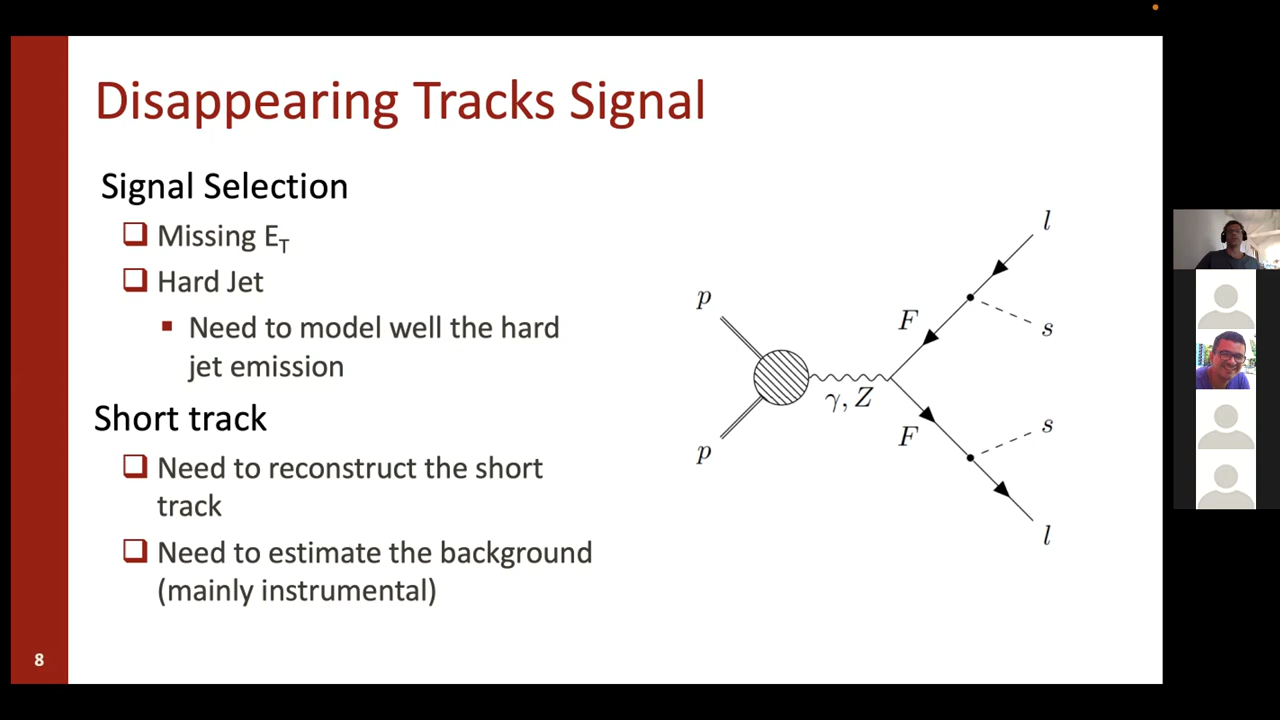 Disappearing Tracks Signal
Signal Selection
Missing E_T
Hard Jet
Need to model well the hard
jet emission
Short track
Need to reconstruct the short
track
Need to estimate the background
(mainly instrumental)
p
p
γ, Z
F
F
l
s
s
l
8